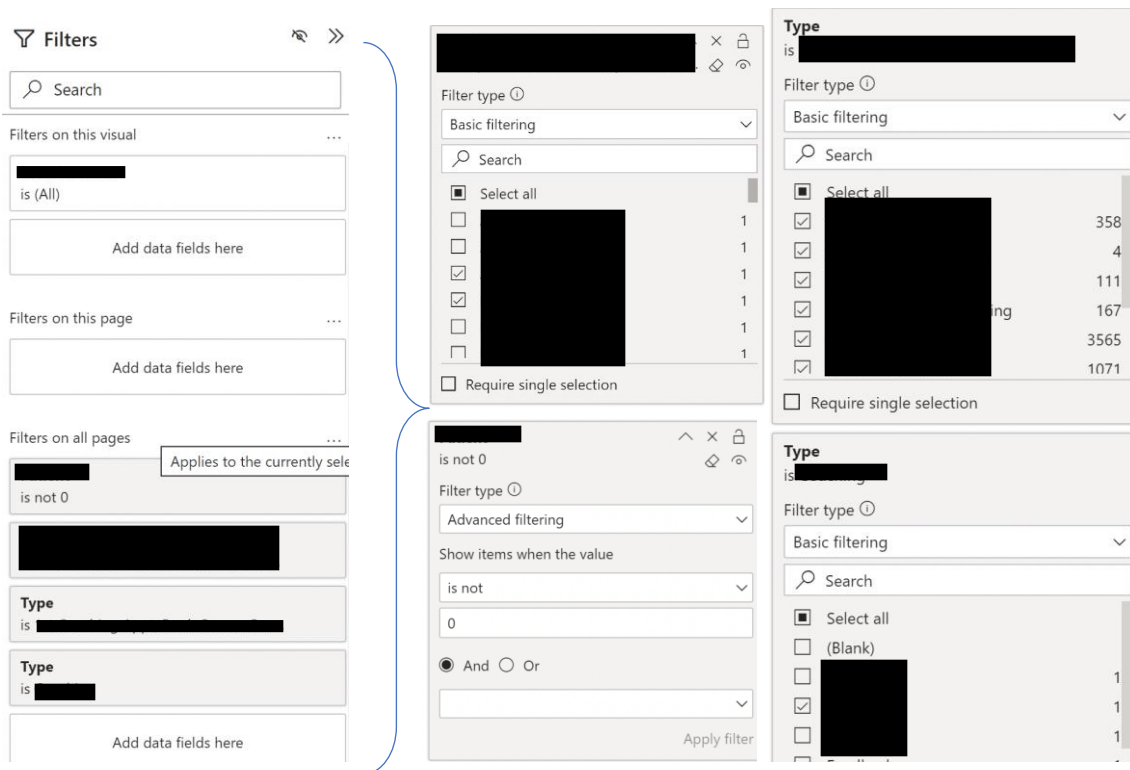 Filters
Search
Filters on this visual
...
is (All)
Add data fields here
Filters on this page
...
Add data fields here
Filters on all pages
...
Applies to the currently sele
is not 0
Type
is
Type
is
Add data fields here
Filter type
Basic filtering
Search
Select all
1
1
1
1
1
1
Require single selection
is not 0
Filter type
Advanced filtering
Show items when the value
is not
0
And Or
Apply filter
Type
is
Filter type
Basic filtering
Search
Select all
358
4
111
ing 167
3565
1071
Require single selection
Type
is
Filter type
Basic filtering
Search
Select all
(Blank)
1
1
1